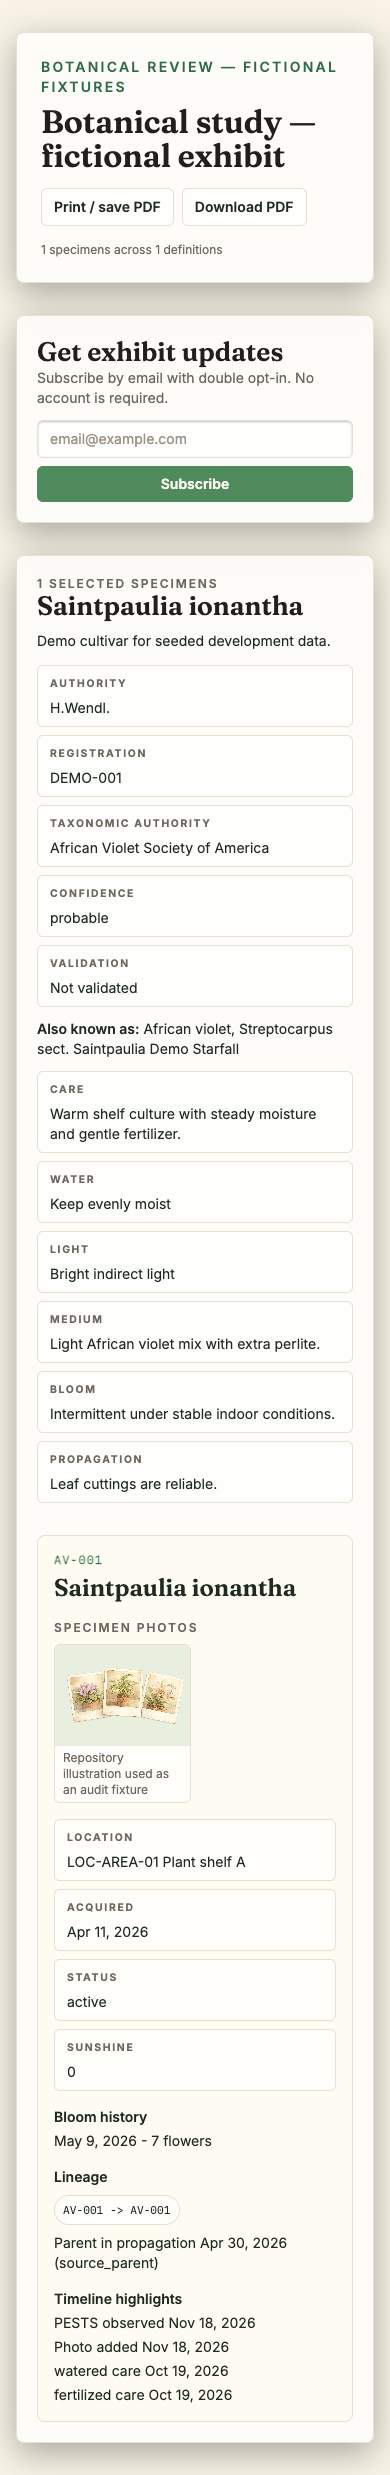 BOTANICAL REVIEW — FICTIONAL
FIXTURES
Botanical study —
fictional exhibit
Print / save PDF
Download PDF
1 specimens across 1 definitions
Get exhibit updates
Subscribe by email with double opt-in. No
account is required.
email@example.com
Subscribe
1 SELECTED SPECIMENS
Saintpaulia ionantha
Demo cultivar for seeded development data.
AUTHORITY
H.Wendl.
REGISTRATION
DEMO-001
TAXONOMIC AUTHORITY
African Violet Society of America
CONFIDENCE
probable
VALIDATION
Not validated
Also known as: African violet, Streptocarpus
sect. Saintpaulia Demo Starfall
CARE
Warm shelf culture with steady moisture
and gentle fertilizer.
WATER
Keep evenly moist
LIGHT
Bright indirect light
MEDIUM
Light African violet mix with extra perlite.
BLOOM
Intermittent under stable indoor conditions.
PROPAGATION
Leaf cuttings are reliable.
AV-001
Saintpaulia ionantha
SPECIMEN PHOTOS
Repository
illustration used as
an audit fixture
LOCATION
LOC-AREA-01 Plant shelf A
ACQUIRED
Apr 11, 2026
STATUS
active
SUNSHINE
0
Bloom history
May 9, 2026 - 7 flowers
Lineage
AV-001 -> AV-001
Parent in propagation Apr 30, 2026
(source_parent)
Timeline highlights
PESTS observed Nov 18, 2026
Photo added Nov 18, 2026
watered care Oct 19, 2026
fertilized care Oct 19, 2026